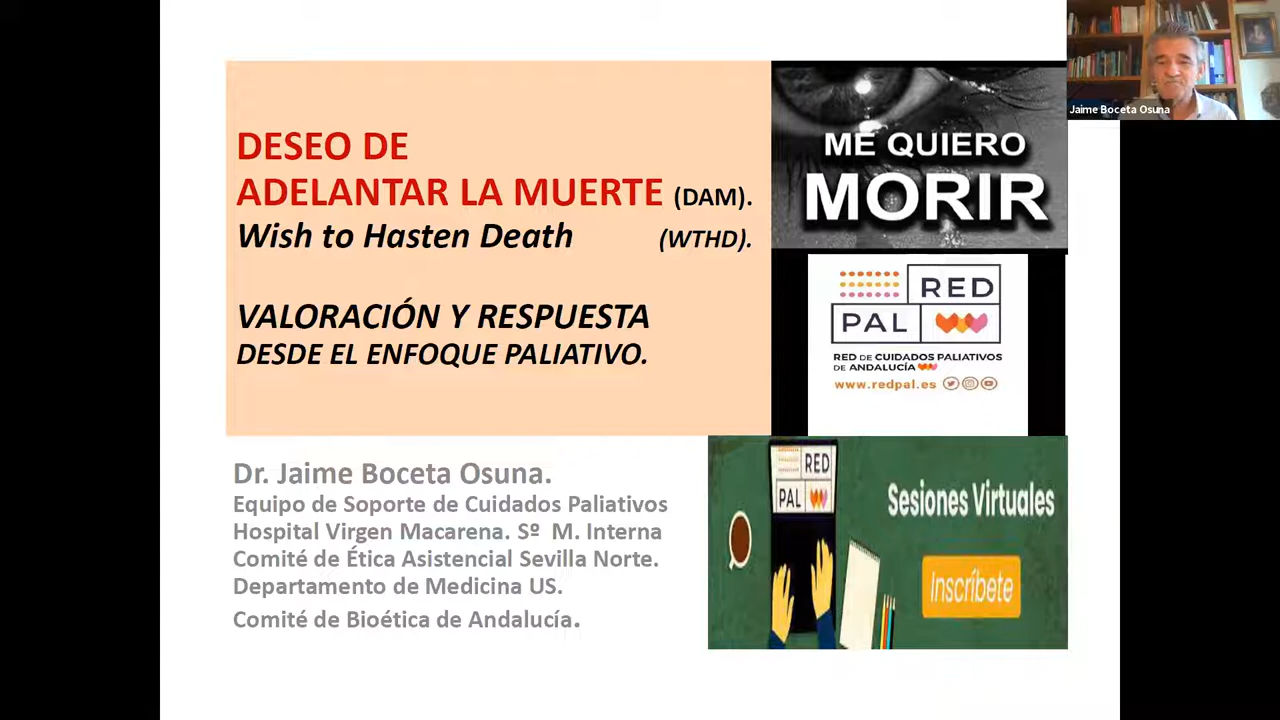 DESEO DE
ADELANTAR LA MUERTE (DAM).
Wish to Hasten Death (WTHD).
VALORACIÓN Y RESPUESTA
DESDE EL ENFOQUE PALIATIVO.
Dr. Jaime Boceta Osuna.
Equipo de Soporte de Cuidados Paliativos
Hospital Virgen Macarena. Sº M. Interna
Comité de Ética Asistencial Sevilla Norte.
Departamento de Medicina US.
Comité de Bioética de Andalucía.
ME QUIERO
MORIR
RED
PAL
RED DE CUIDADOS PALIATIVOS
DE ANDALUCÍA
www.redpal.es
RED
PAL
Sesiones Virtuales
Inscríbete
Jaime Boceta Osuna